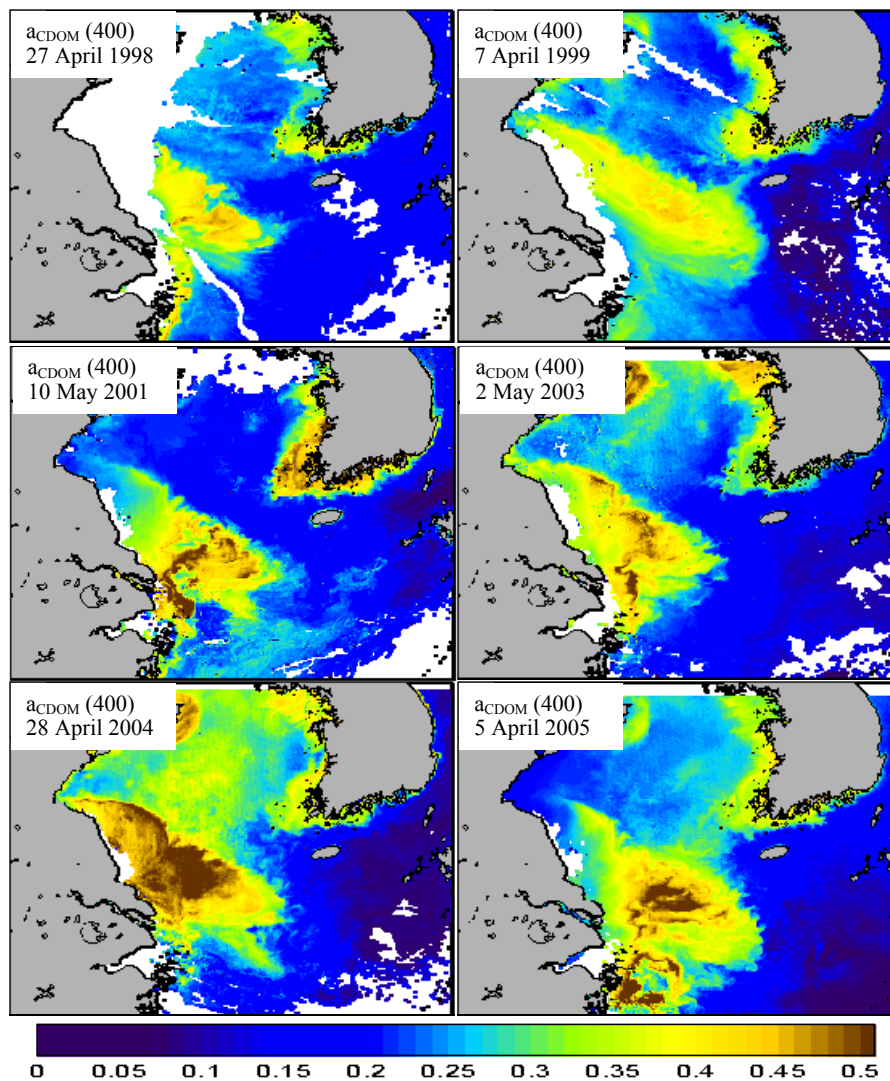 aCDOM (400)
27 April 1998
aCDOM (400)
7 April 1999
aCDOM (400)
10 May 2001
aCDOM (400)
2 May 2003
aCDOM (400)
28 April 2004
aCDOM (400)
5 April 2005
0 0.05 0.1 0.15 0.2 0.25 0.3 0.35 0.4 0.45 0.5